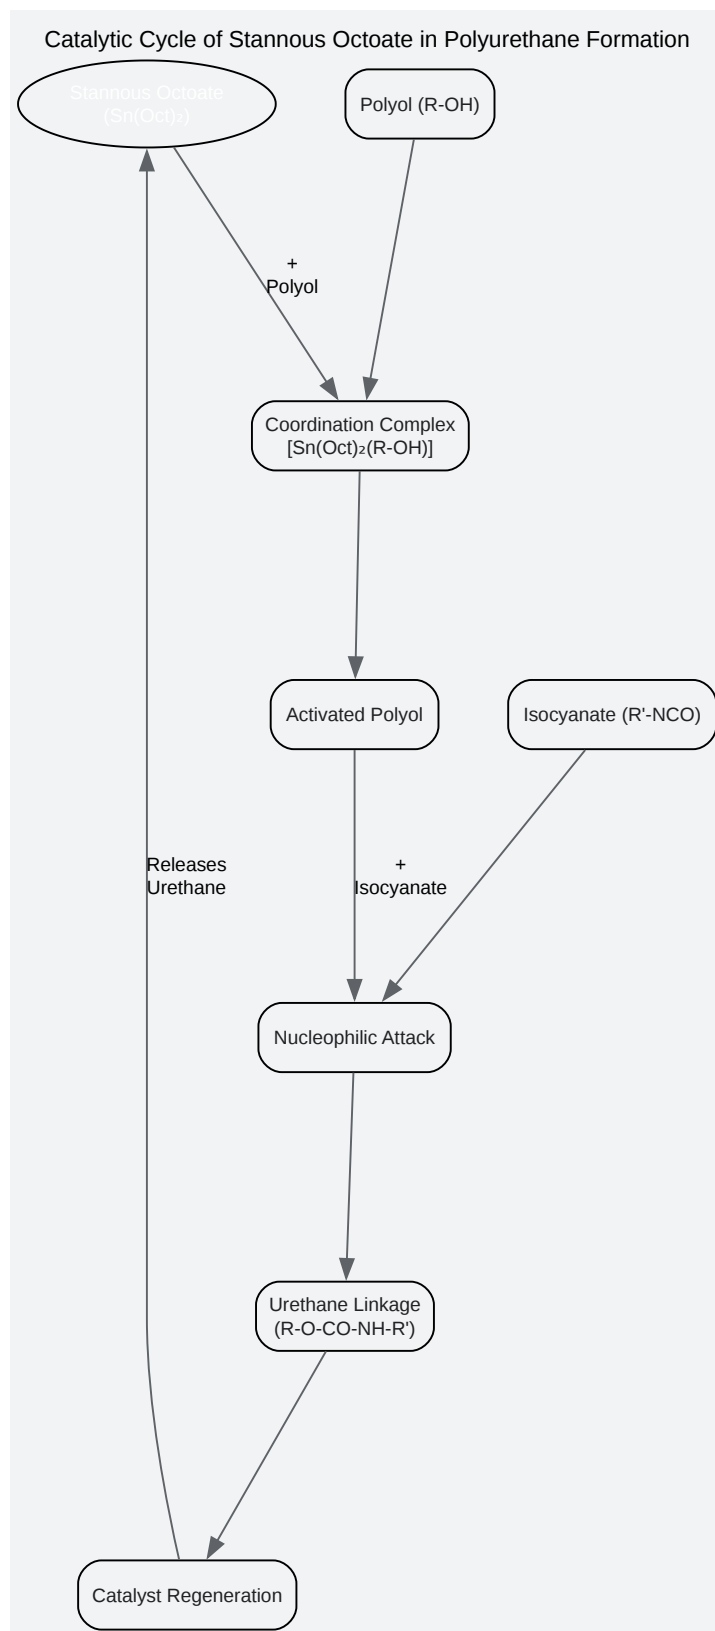 Catalytic Cycle of Stannous Octoate in Polyurethane Formation
Stannous Octoate
(Sn(Oct)₂)
Polyol (R-OH)
+
Polyol
Coordination Complex
[Sn(Oct)₂(R-OH)]
Activated Polyol
Isocyanate (R'-NCO)
Releases
Urethane
+
Isocyanate
Nucleophilic Attack
Urethane Linkage
(R-O-CO-NH-R')
Catalyst Regeneration